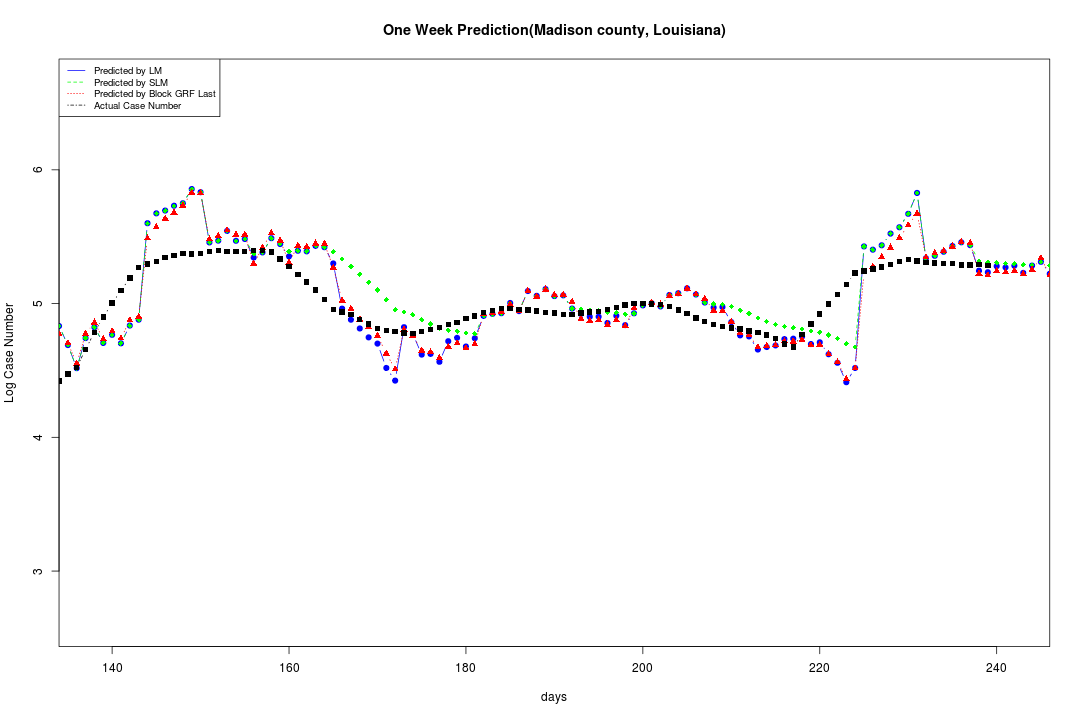 One Week Prediction(Madison county, Louisiana)
Predicted by LM
Predicted by SLM
Predicted by Block GRF Last
Actual Case Number
6
5
4
3
Log Case Number
140 160 180 200 220 240
days